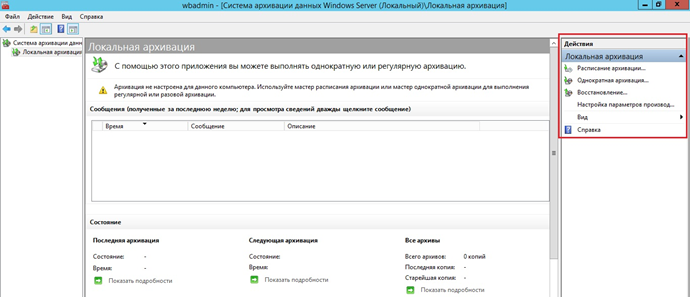 wbadmin - [Система архивации данных Windows Server (Локальный)\Локальная архивация]
Файл Действие Вид Справка
Система архивации данн
Локальная архивация
Локальная архивация
С помощью этого приложения вы можете выполнять однократную или регулярную архивацию.
Архивация не настроена для данного компьютера. Используйте мастер расписания архивации или мастер однократной архивации для выполнения
регулярной или разовой архивации.
Сообщения (полученные за последнюю неделю; для просмотра сведений дважды щелкните сообщение)
Время Сообщение Описание
Состояние
Последняя архивация
Состояние: -
Время: -
Показать подробности
Следующая архивация
Состояние: -
Время: -
Показать подробности
Все архивы
Всего архивов: 0 копий
Последняя копия: -
Старейшая копия: -
Показать подробности
Действия
Локальная архивация
Расписание архивации...
Однократная архивация...
Восстановление...
Настройка параметров производ...
Вид
Справка